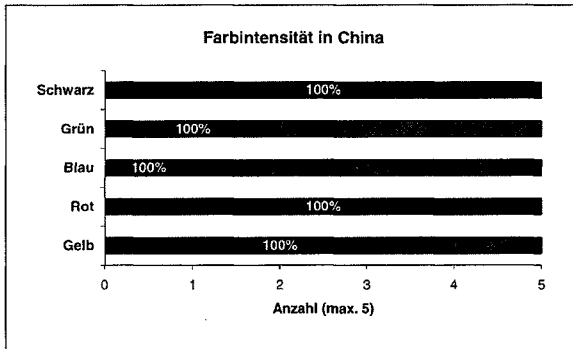 Farbintensität in China
Schwarz 100%
Grün 100%
Blau 100%
Rot 100%
Gelb 100%
0 1 2 3 4 5
Anzahl (max. 5)